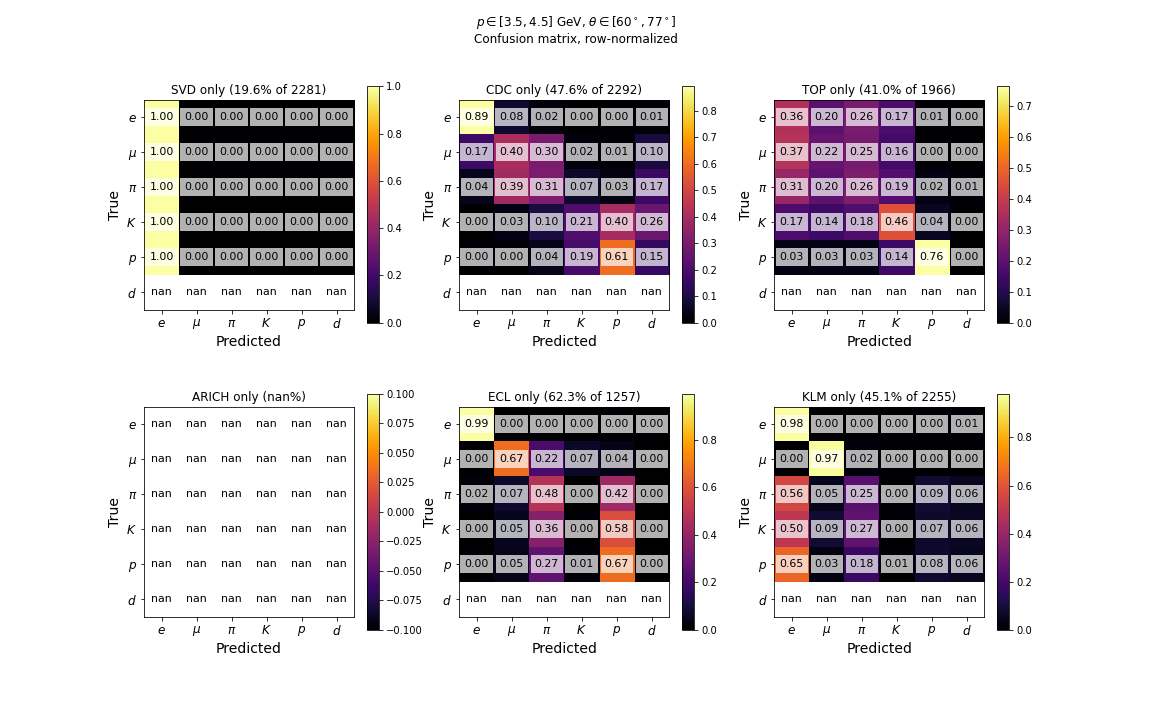 p ∈ [3.5, 4.5] GeV, θ ∈ [60°, 77°]
Confusion matrix, row-normalized
SVD only (19.6% of 2281)
True
e 1.00 0.00 0.00 0.00 0.00 0.00
μ 1.00 0.00 0.00 0.00 0.00 0.00
π 1.00 0.00 0.00 0.00 0.00 0.00
K 1.00 0.00 0.00 0.00 0.00 0.00
p 1.00 0.00 0.00 0.00 0.00 0.00
d nan nan nan nan nan nan
e μ π K p d
Predicted
1.0
0.8
0.6
0.4
0.2
0.0
CDC only (47.6% of 2292)
True
e 0.89 0.08 0.02 0.00 0.00 0.01
μ 0.17 0.40 0.30 0.02 0.01 0.10
π 0.04 0.39 0.31 0.07 0.03 0.17
K 0.00 0.03 0.10 0.21 0.40 0.26
p 0.00 0.00 0.04 0.19 0.61 0.15
d nan nan nan nan nan nan
e μ π K p d
Predicted
0.8
0.7
0.6
0.5
0.4
0.3
0.2
0.1
0.0
TOP only (41.0% of 1966)
True
e 0.36 0.20 0.26 0.17 0.01 0.00
μ 0.37 0.22 0.25 0.16 0.00 0.00
π 0.31 0.20 0.26 0.19 0.02 0.01
K 0.17 0.14 0.18 0.46 0.04 0.00
p 0.03 0.03 0.03 0.14 0.76 0.00
d nan nan nan nan nan nan
e μ π K p d
Predicted
0.7
0.6
0.5
0.4
0.3
0.2
0.1
0.0
ARICH only (nan%)
True
e nan nan nan nan nan nan
μ nan nan nan nan nan nan
π nan nan nan nan nan nan
K nan nan nan nan nan nan
p nan nan nan nan nan nan
d nan nan nan nan nan nan
e μ π K p d
Predicted
0.100
0.075
0.050
0.025
0.000
−0.025
−0.050
−0.075
−0.100
ECL only (62.3% of 1257)
True
e 0.99 0.00 0.00 0.00 0.00 0.00
μ 0.00 0.67 0.22 0.07 0.04 0.00
π 0.02 0.07 0.48 0.00 0.42 0.00
K 0.00 0.05 0.36 0.00 0.58 0.00
p 0.00 0.05 0.27 0.01 0.67 0.00
d nan nan nan nan nan nan
e μ π K p d
Predicted
0.8
0.6
0.4
0.2
0.0
KLM only (45.1% of 2255)
True
e 0.98 0.00 0.00 0.00 0.00 0.01
μ 0.00 0.97 0.02 0.00 0.00 0.00
π 0.56 0.05 0.25 0.00 0.09 0.06
K 0.50 0.09 0.27 0.00 0.07 0.06
p 0.65 0.03 0.18 0.01 0.08 0.06
d nan nan nan nan nan nan
e μ π K p d
Predicted
0.8
0.6
0.4
0.2
0.0